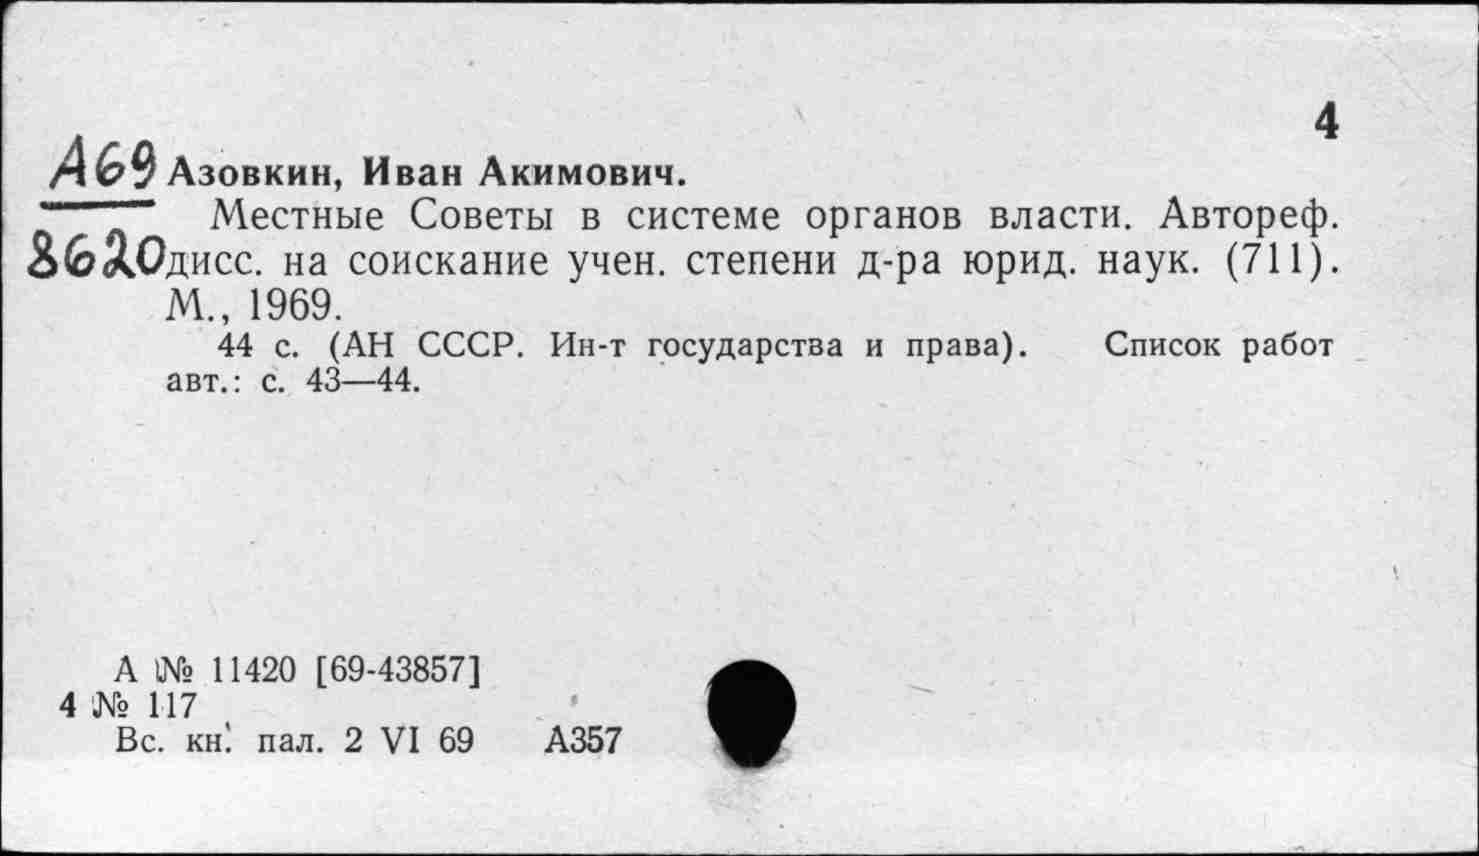 4
А69 Азовкин, Иван Акимович.
Местные Советы в системе органов власти. Автореф.
8620 дисс. на соискание учен. степени д-ра юрид. наук. (711).
М., 1969.
44 с. (АН СССР. Ин-т государства и права). Список работ
авт.: с. 43—44.
А № 11420 [69-43857]
4 № 117
Вс. кн. пал. 2 VI 69 А357